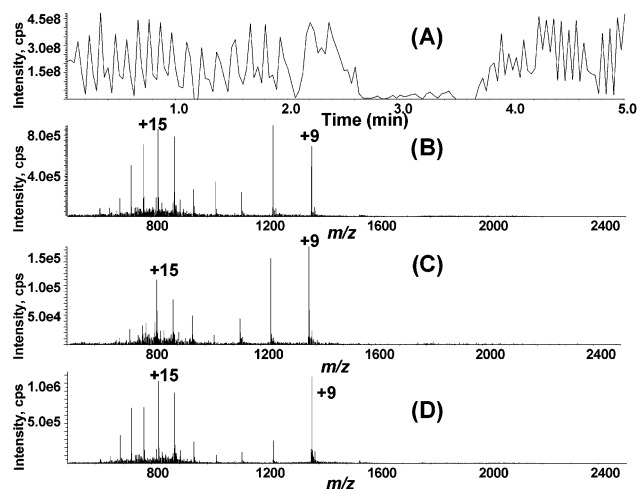 Intensity, cps
4.5e8
3.0e8
1.5e8
(A)
1.0
2.0
3.0
4.0
5.0
Time (min)
Intensity, cps
8.0e5
4.0e5
+15
+9
(B)
800
1200
1600
2000
2400
m/z
Intensity, cps
1.5e5
1.0e5
5.0e4
+15
+9
(C)
800
1200
1600
2000
2400
m/z
Intensity, cps
1.0e6
5.0e5
+15
+9
(D)
800
1200
1600
2000
2400
m/z